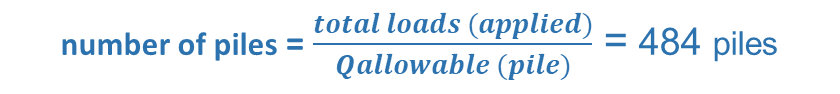 number of piles = total loads (applied) / Qallowable (pile) = 484 piles